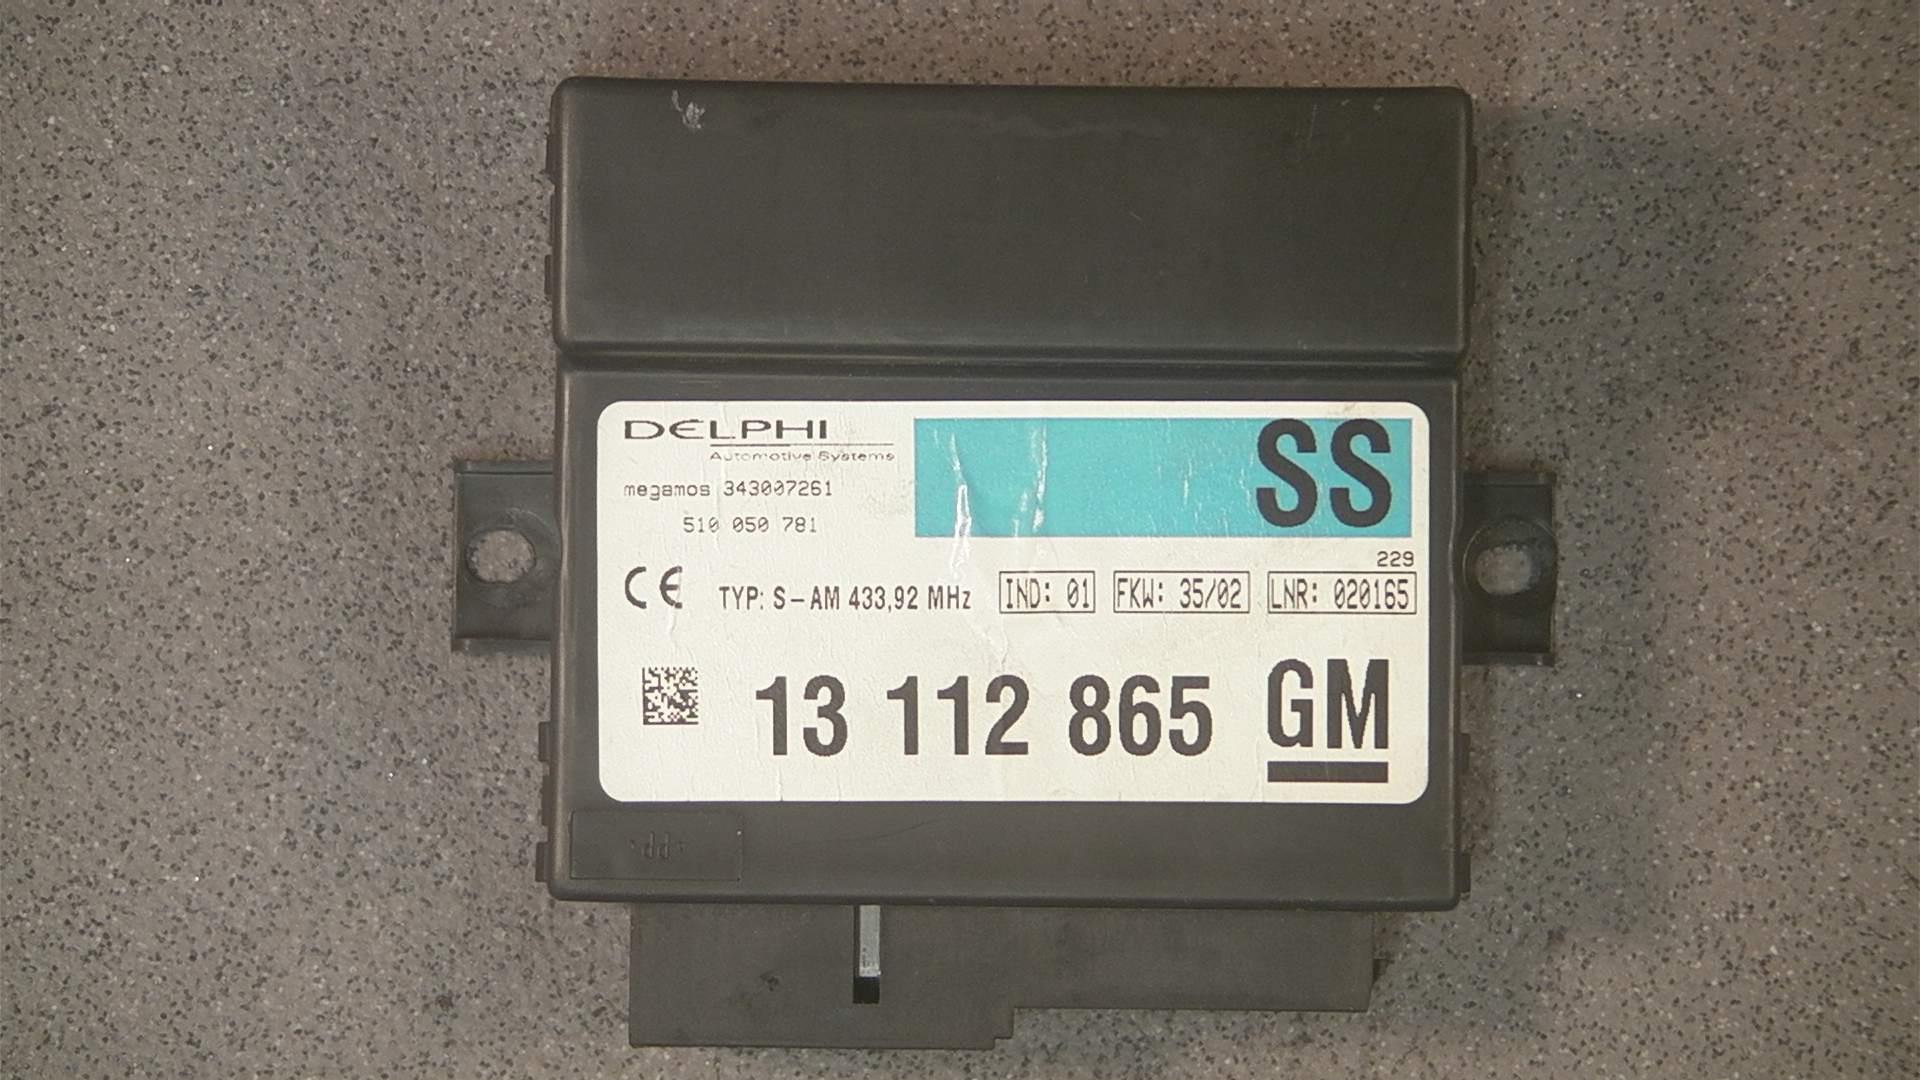 DELPHI
Automotive Systems
SS
megamos 343007261
510 050 781
229
CE TYP: S-AM 433,92 MHz IND: 01 FKW: 35/02 LNR: 020165
13 112 865 GM